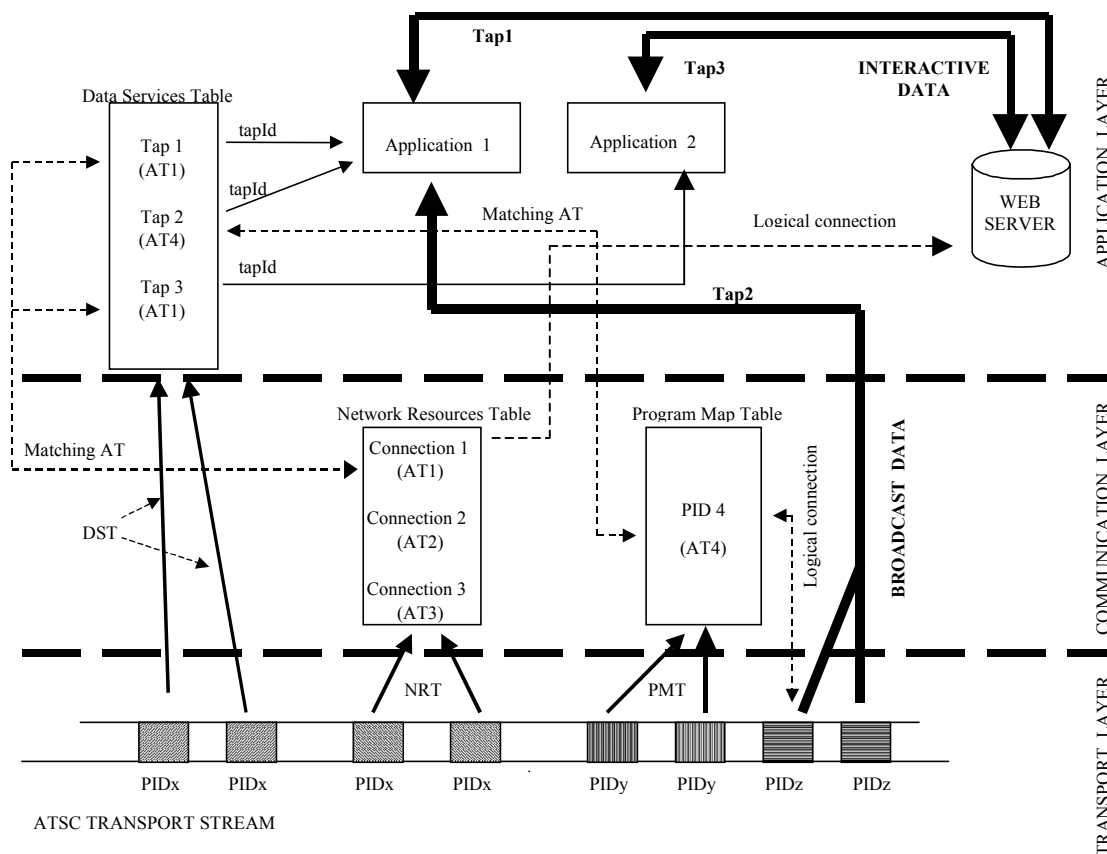 Tap1
Tap3
INTERACTIVE
DATA
Data Services Table
Tap 1
(AT1)
Tap 2
(AT4)
Tap 3
(AT1)
tapId
tapId
tapId
Application 1
Application 2
Matching AT
Logical connection
WEB
SERVER
Tap2
APPLICATION LAYER
Network Resources Table
Program Map Table
Matching AT
Connection 1
(AT1)
Connection 2
(AT2)
Connection 3
(AT3)
PID 4
(AT4)
Logical connection
BROADCAST DATA
DST
COMMUNICATION LAYER
NRT
PMT
PIDx
PIDx
PIDx
PIDx
PIDy
PIDy
PIDz
PIDz
ATSC TRANSPORT STREAM
TRANSPORT LAYER